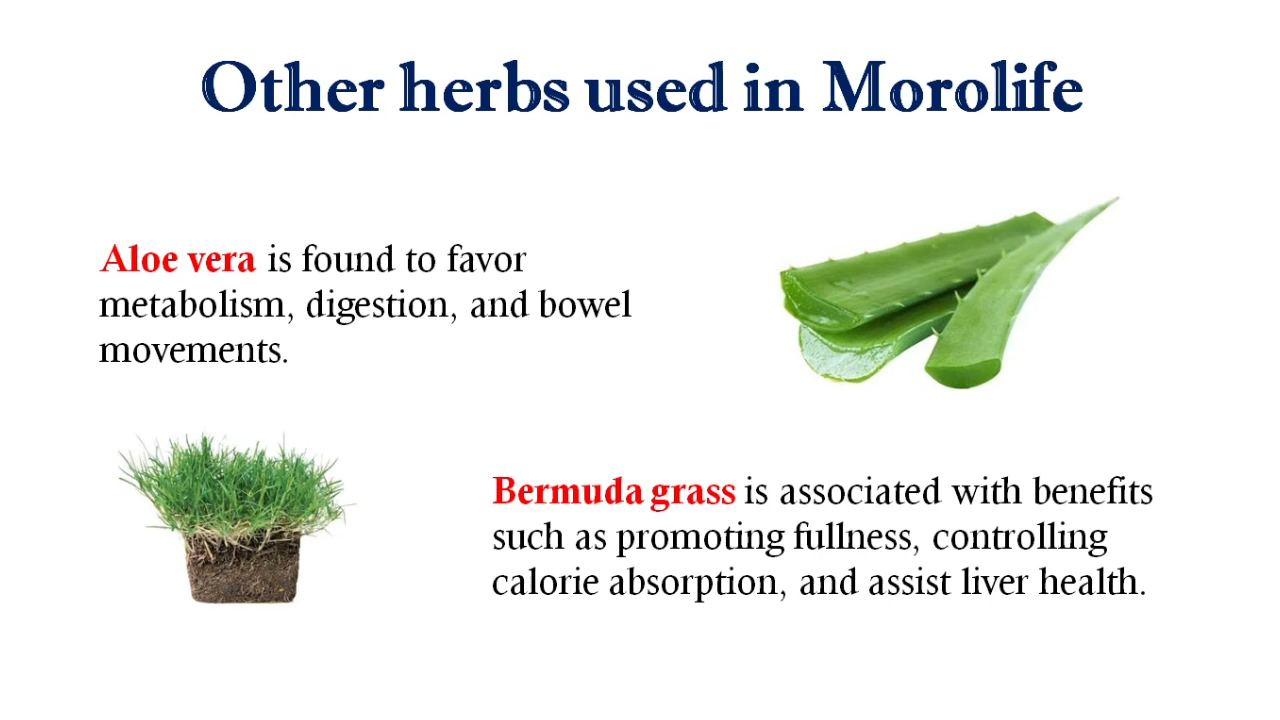 Other herbs used in Morolife
Aloe vera is found to favor
metabolism, digestion, and bowel
movements.
Bermuda grass is associated with benefits
such as promoting fullness, controlling
calorie absorption, and assist liver health.